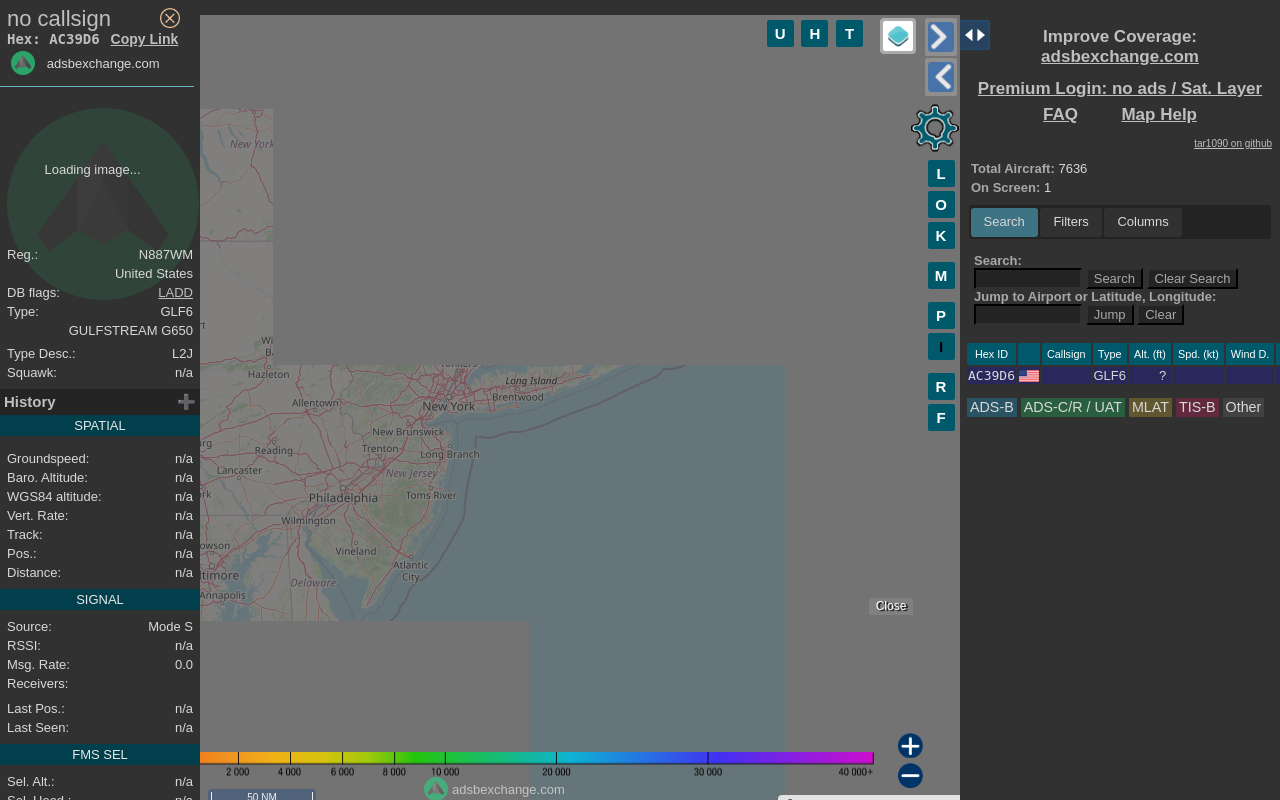 no callsign
Hex: AC39D6 Copy Link
adsbexchange.com
Loading image...
Reg.: N887WM
United States
DB flags: LADD
Type: GLF6
GULFSTREAM G650
Type Desc.: L2J
Squawk: n/a
History
SPATIAL
Groundspeed: n/a
Baro. Altitude: n/a
WGS84 altitude: n/a
Vert. Rate: n/a
Track: n/a
Pos.: n/a
Distance: n/a
SIGNAL
Source: Mode S
RSSI: n/a
Msg. Rate: 0.0
Receivers:
Last Pos.: n/a
Last Seen: n/a
FMS SEL
Sel. Alt.: n/a
Sel. Head.: n/a
U H T
L
O
K
M
P
I
R
F
New York
Hazleton
Allentown
Long Island
Brentwood
New York
New Brunswick
Reading
Trenton
Long Branch
Lancaster
New Jersey
Philadelphia
Toms River
Wilmington
Vineland
Atlantic
City
Delaware
Annapolis
Close
2 000 4 000 6 000 8 000 10 000 20 000 30 000 40 000+
adsbexchange.com
50 NM
Improve Coverage:
adsbexchange.com
Premium Login: no ads / Sat. Layer
FAQ Map Help
tar1090 on github
Total Aircraft: 7636
On Screen: 1
Search Filters Columns
Search:
Search Clear Search
Jump to Airport or Latitude, Longitude:
Jump Clear
Hex ID Callsign Type Alt. (ft) Spd. (kt) Wind D.
AC39D6 GLF6 ?
ADS-B ADS-C/R / UAT MLAT TIS-B Other